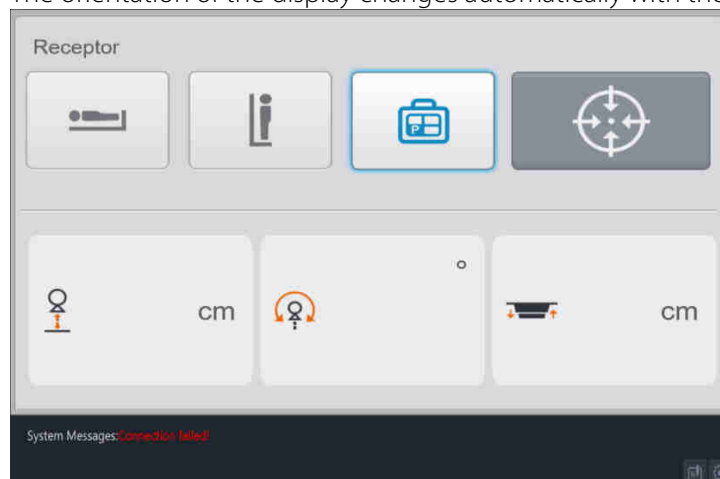 The orientation of the display changes automatically with the
Receptor
P
cm
°
cm
System Messages:Connection failed!